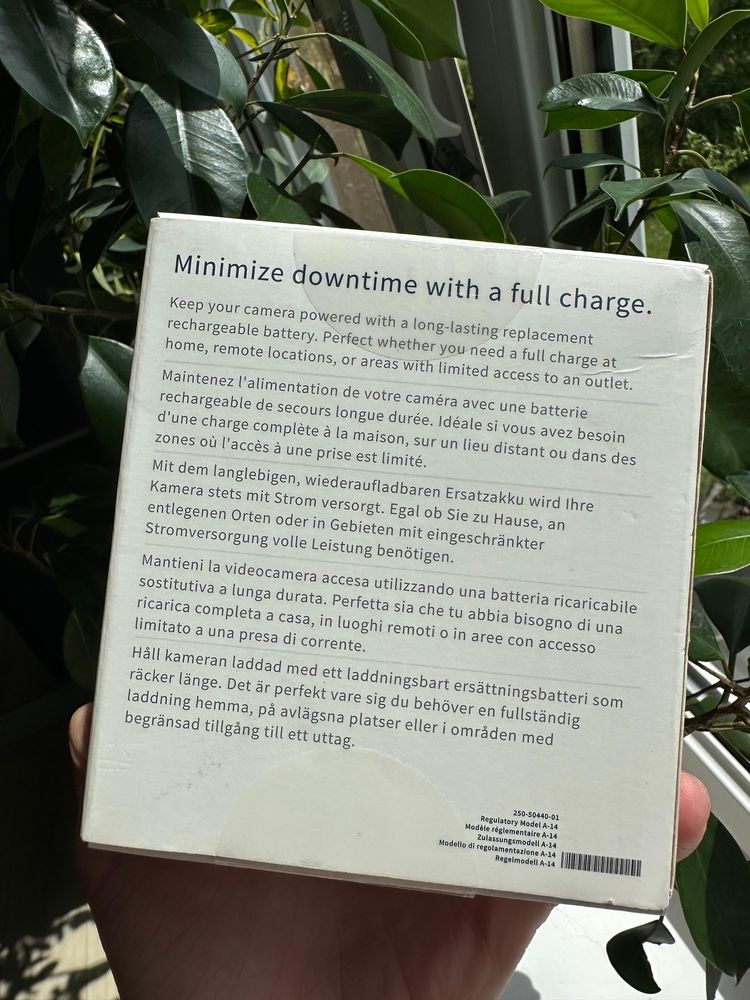 Minimize downtime with a full charge.
Keep your camera powered with a long-lasting replacement
rechargeable battery. Perfect whether you need a full charge at
home, remote locations, or areas with limited access to an outlet.
Maintenez l'alimentation de votre caméra avec une batterie
rechargeable de secours longue durée. Idéale si vous avez besoin
d'une charge complète à la maison, sur un lieu distant ou dans des
zones où l'accès à une prise est limité.
Mit dem langlebigen, wiederaufladbaren Ersatzakku wird Ihre
Kamera stets mit Strom versorgt. Egal ob Sie zu Hause, an
entlegenen Orten oder in Gebieten mit eingeschränkter
Stromversorgung volle Leistung benötigen.
Mantieni la videocamera accesa utilizzando una batteria ricaricabile
sostitutiva a lunga durata. Perfetta sia che tu abbia bisogno di una
ricarica completa a casa, in luoghi remoti o in aree con accesso
limitato a una presa di corrente.
Håll kameran laddad med ett laddningsbart ersättningsbatteri som
räcker länge. Det är perfekt vare sig du behöver en fullständig
laddning hemma, på avlägsna platser eller i områden med
begränsad tillgång till ett uttag.
250-50440-01
Regulatory Model A-14
Modèle réglementaire A-14
Zulassungsmodell A-14
Modello di regolamentazione A-14
Regelmodell A-14